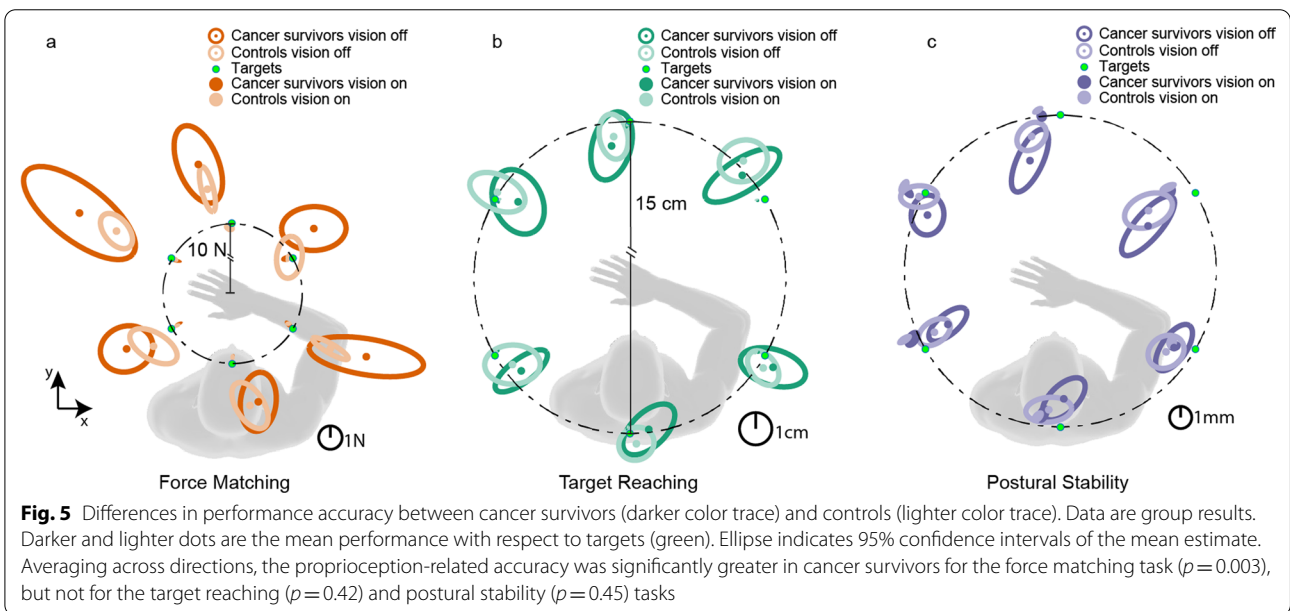 a
Cancer survivors vision off
Controls vision off
Targets
Cancer survivors vision on
Controls vision on
10 N
y
x
1N
Force Matching
b
Cancer survivors vision off
Controls vision off
Targets
Cancer survivors vision on
Controls vision on
15 cm
1cm
Target Reaching
c
Cancer survivors vision off
Controls vision off
Targets
Cancer survivors vision on
Controls vision on
1mm
Postural Stability
Fig. 5 Differences in performance accuracy between cancer survivors (darker color trace) and controls (lighter color trace). Data are group results.
Darker and lighter dots are the mean performance with respect to targets (green). Ellipse indicates 95% confidence intervals of the mean estimate.
Averaging across directions, the proprioception-related accuracy was significantly greater in cancer survivors for the force matching task (p = 0.003),
but not for the target reaching (p = 0.42) and postural stability (p = 0.45) tasks